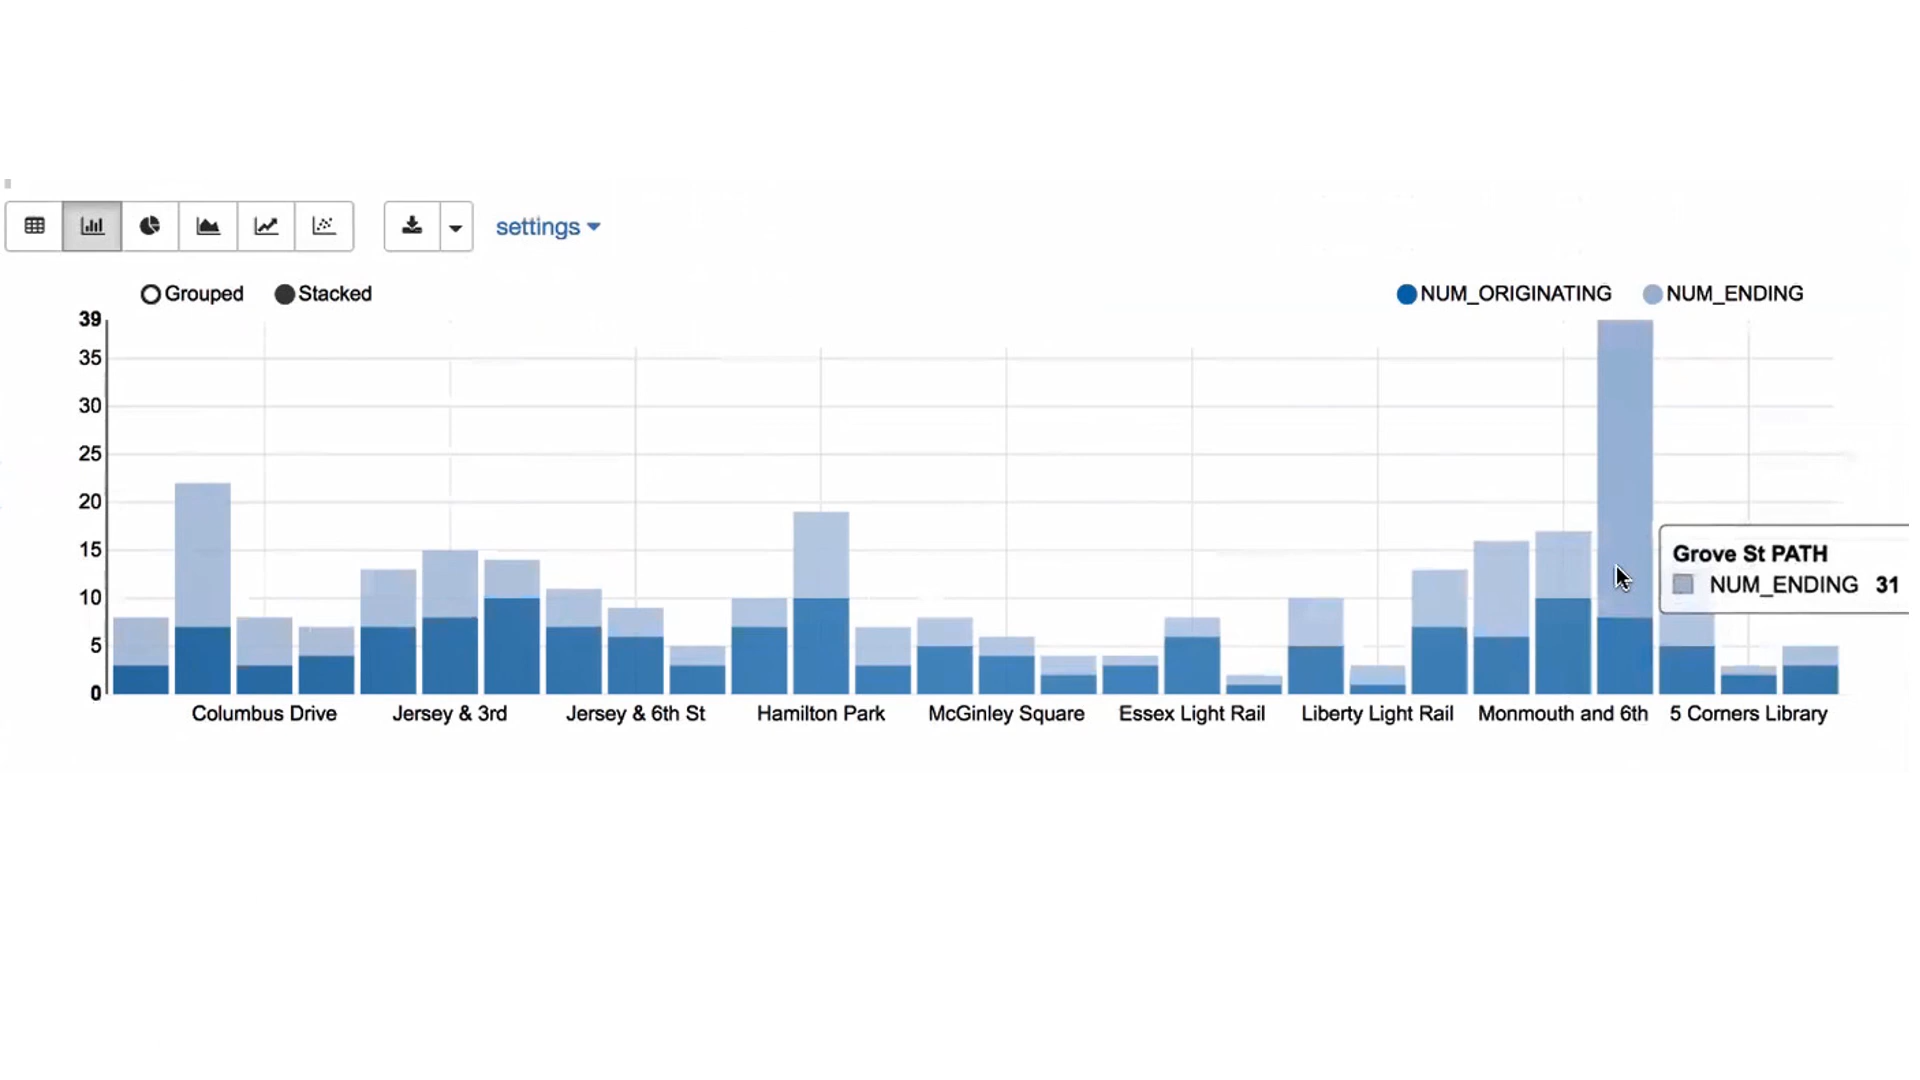 settings
Grouped
Stacked
NUM_ORIGINATING
NUM_ENDING
39
35
30
25
20
15
10
5
0
Grove St PATH
NUM_ENDING 31
Columbus Drive
Jersey & 3rd
Jersey & 6th St
Hamilton Park
McGinley Square
Essex Light Rail
Liberty Light Rail
Monmouth and 6th
5 Corners Library